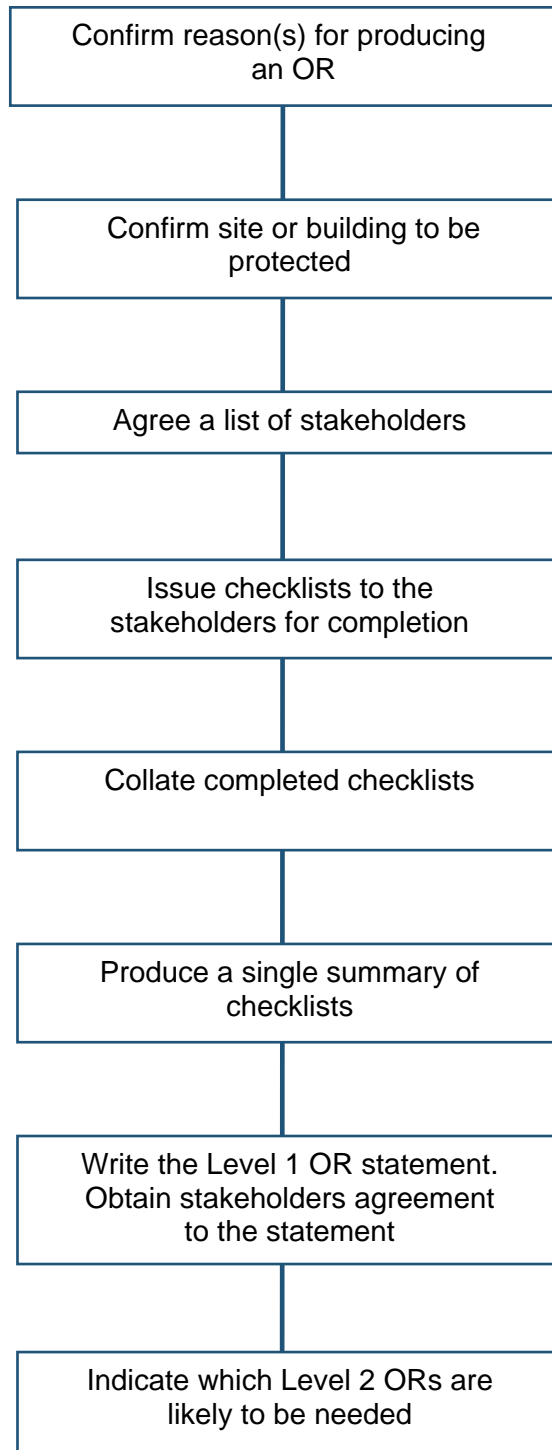 Confirm reason(s) for producing
an OR
Confirm site or building to be
protected
Agree a list of stakeholders
Issue checklists to the
stakeholders for completion
Collate completed checklists
Produce a single summary of
checklists
Write the Level 1 OR statement.
Obtain stakeholders agreement
to the statement
Indicate which Level 2 ORs are
likely to be needed